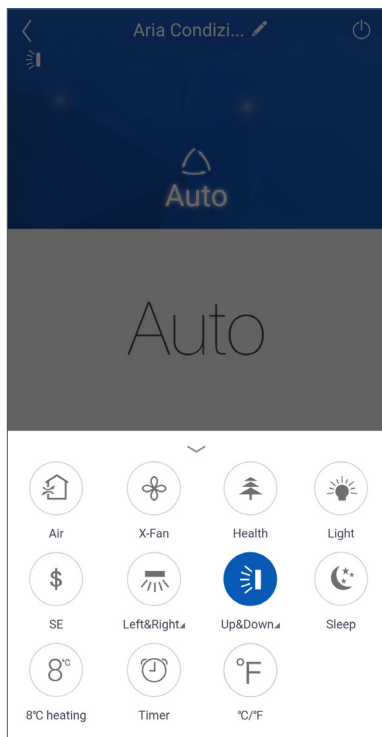 Aria Condizi...
Auto
Auto
Air X-Fan Health Light
$
SE Left&Right Up&Down Sleep
8°C °F
8°C heating Timer °C/°F